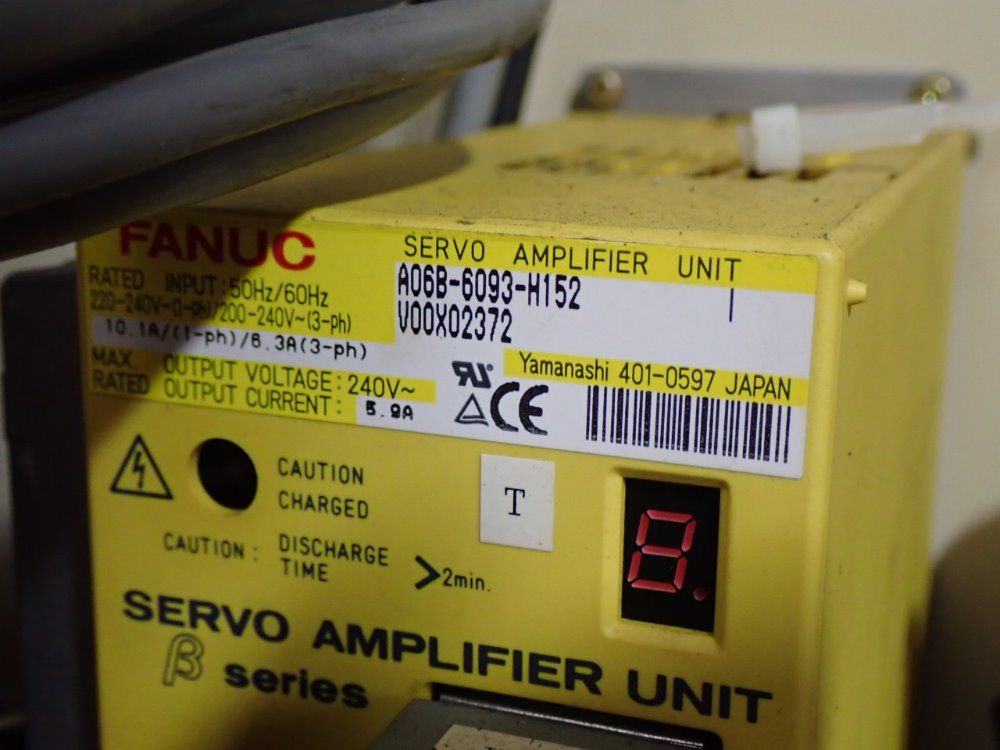 FANUC
SERVO AMPLIFIER UNIT
A06B-6093-H152 I
V00X02372
RATED INPUT:50Hz/60Hz
220-240V~(1-ph)/200-240V~(3-ph)
10.1A/(1-ph)/6.3A(3-ph)
MAX. OUTPUT VOLTAGE:240V~
RATED OUTPUT CURRENT: 5.9A
Yamanashi 401-0597 JAPAN
CE
CAUTION
CHARGED
T
CAUTION: DISCHARGE
TIME >2min.
8.
SERVO AMPLIFIER UNIT
β series